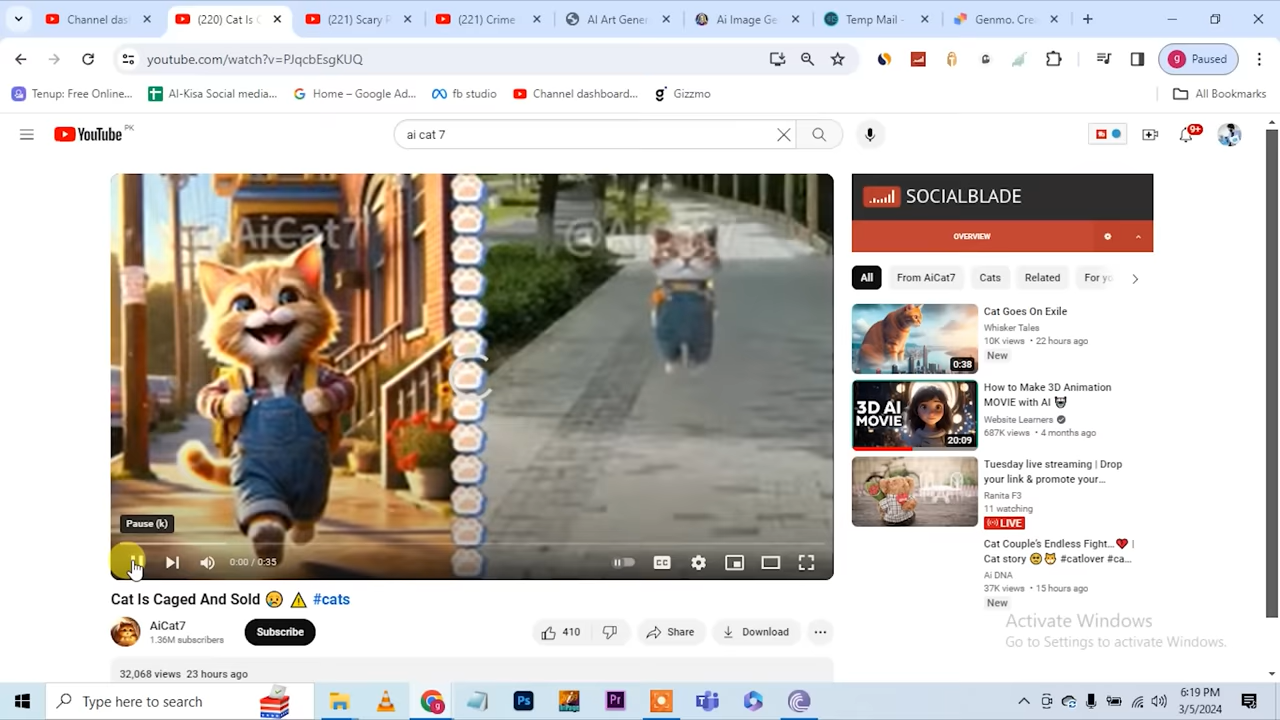 Channel das
(220) Cat Is C
(221) Scary
(221) Crime
AI Art Gener
Ai Image Ge
Temp Mail -
Genmo. Cre
youtube.com/watch?v=PJqcbEsgKUQ
g Paused
Tenup: Free Online...
AI-Kisa Social media...
Home – Google Ad...
fb studio
Channel dashboard...
Gizzmo
All Bookmarks
YouTube PK
ai cat 7
9+
@AiCat7
SOCIALBLADE
OVERVIEW
All
From AiCat7
Cats
Related
For yo
Cat Goes On Exile
Whisker Tales
10K views • 22 hours ago
New
0:38
How to Make 3D Animation
MOVIE with AI
Website Learners
687K views • 4 months ago
3D AI
MOVIE
20:09
Tuesday live streaming | Drop
your link & promote your...
Ranita F3
11 watching
LIVE
Cat Couple's Endless Fight...💔 |
Cat story 🥺😿 #catlover #ca...
Ai DNA
37K views • 15 hours ago
New
Pause (k)
0:00 / 0:35
CC
Cat Is Caged And Sold 😥 ⚠️ #cats
AiCat7
1.36M subscribers
Subscribe
410
Share
Download
32,068 views 23 hours ago
Activate Windows
Go to Settings to activate Windows.
Type here to search
Ps
Pr
6:19 PM
3/5/2024